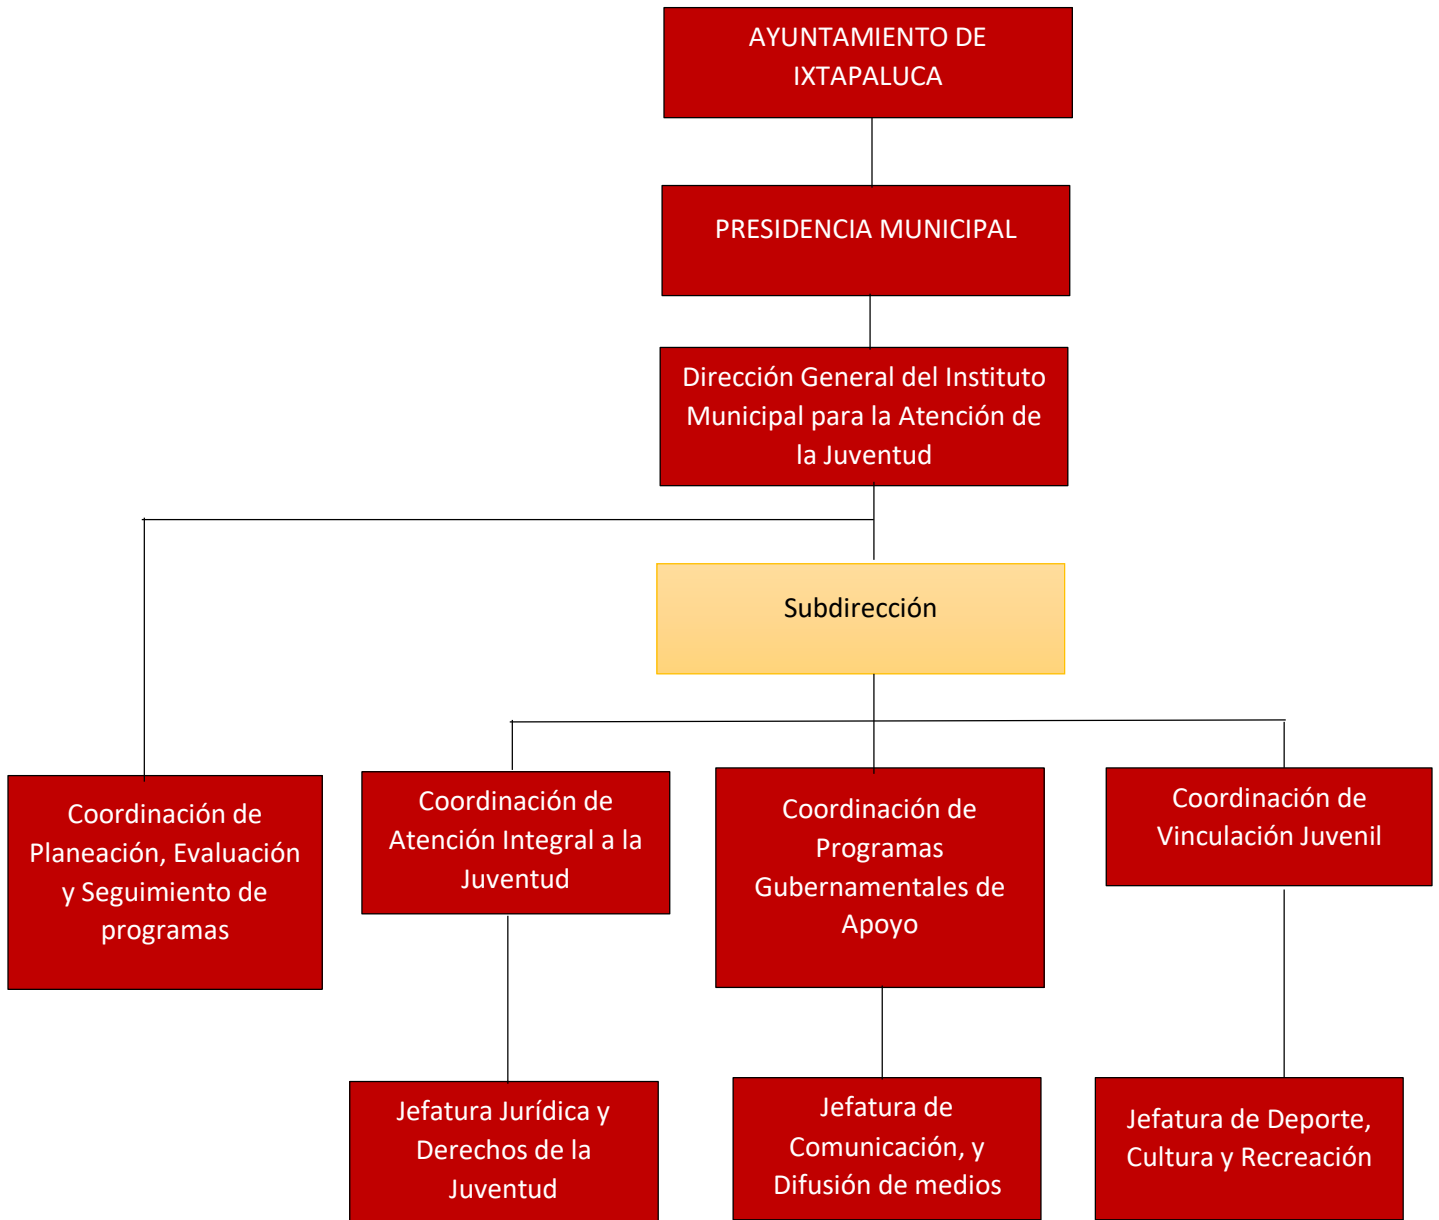 AYUNTAMIENTO DE
IXTAPALUCA
PRESIDENCIA MUNICIPAL
Dirección General del Instituto
Municipal para la Atención de
la Juventud
Subdirección
Coordinación de
Planeación, Evaluación
y Seguimiento de
programas
Coordinación de
Atención Integral a la
Juventud
Coordinación de
Programas
Gubernamentales de
Apoyo
Coordinación de
Vinculación Juvenil
Jefatura Jurídica y
Derechos de la
Juventud
Jefatura de
Comunicación, y
Difusión de medios
Jefatura de Deporte,
Cultura y Recreación